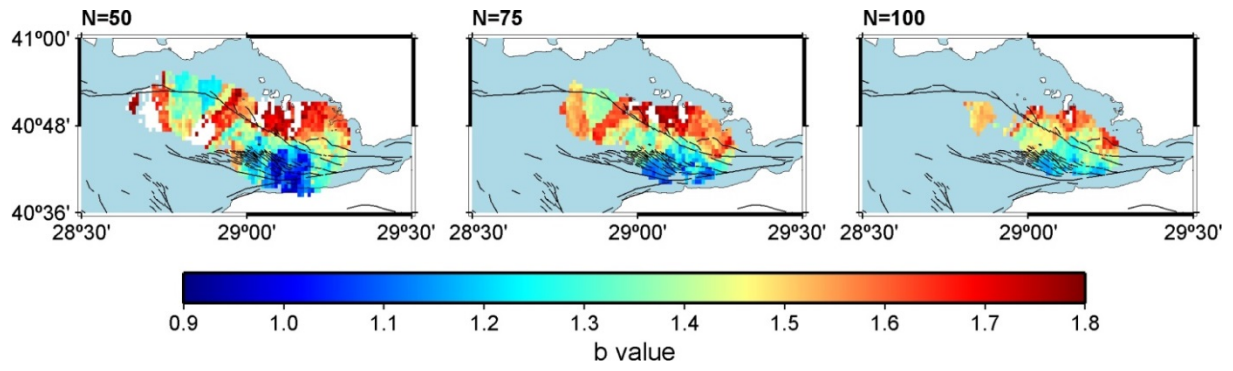 N=50 N=75 N=100
41º00'
40º48'
40º36'
28º30' 29º00' 29º30' 28º30' 29º00' 29º30' 28º30' 29º00' 29º30'
0.9 1.0 1.1 1.2 1.3 1.4 1.5 1.6 1.7 1.8
b value